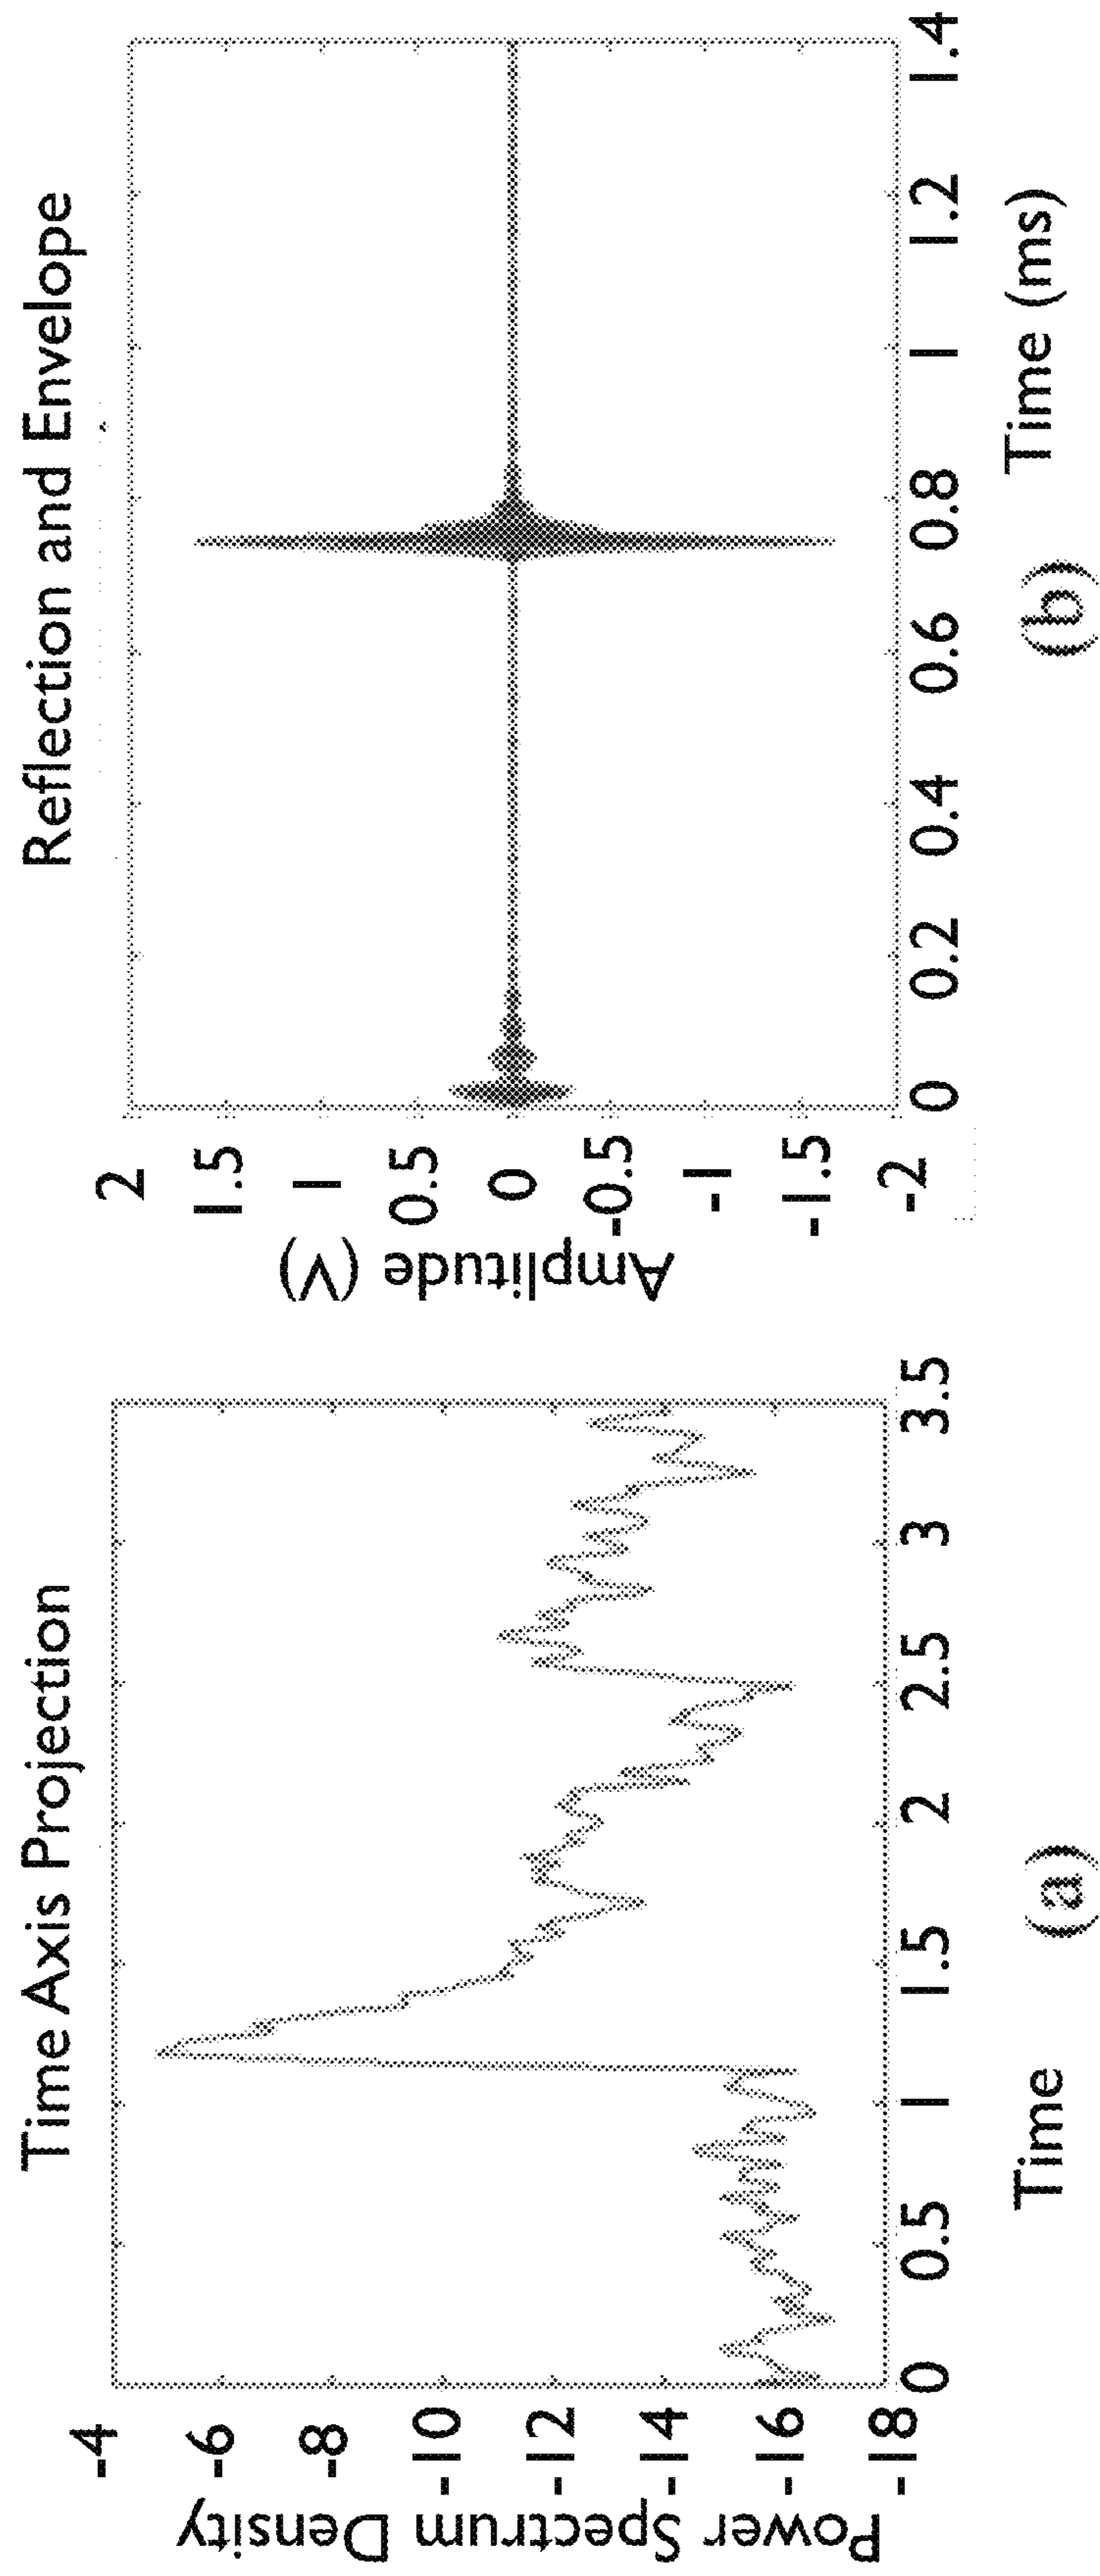 Time Axis Projection
Power Spectrum Density
-4
-6
-8
-10
-12
-14
-16
-18
0 0.5 1 1.5 2 2.5 3 3.5
Time
(a)
Reflection and Envelope
Amplitude (V)
2
1.5
1
0.5
0
-0.5
-1
-1.5
-2
0 0.2 0.4 0.6 0.8 1 1.2 1.4
Time (ms)
(b)